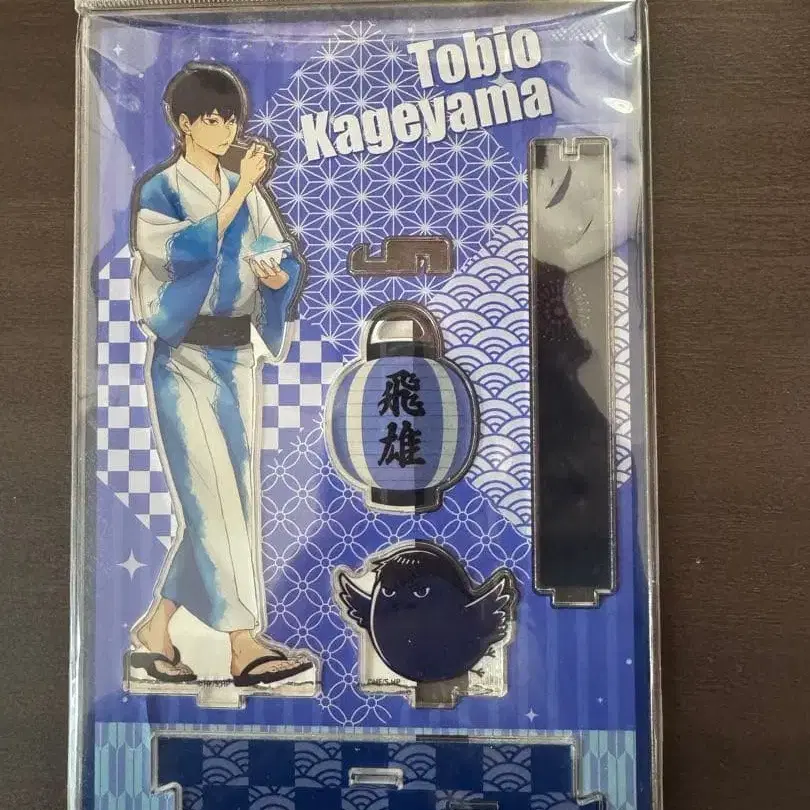 Tobio
Kageyama
飛
雄